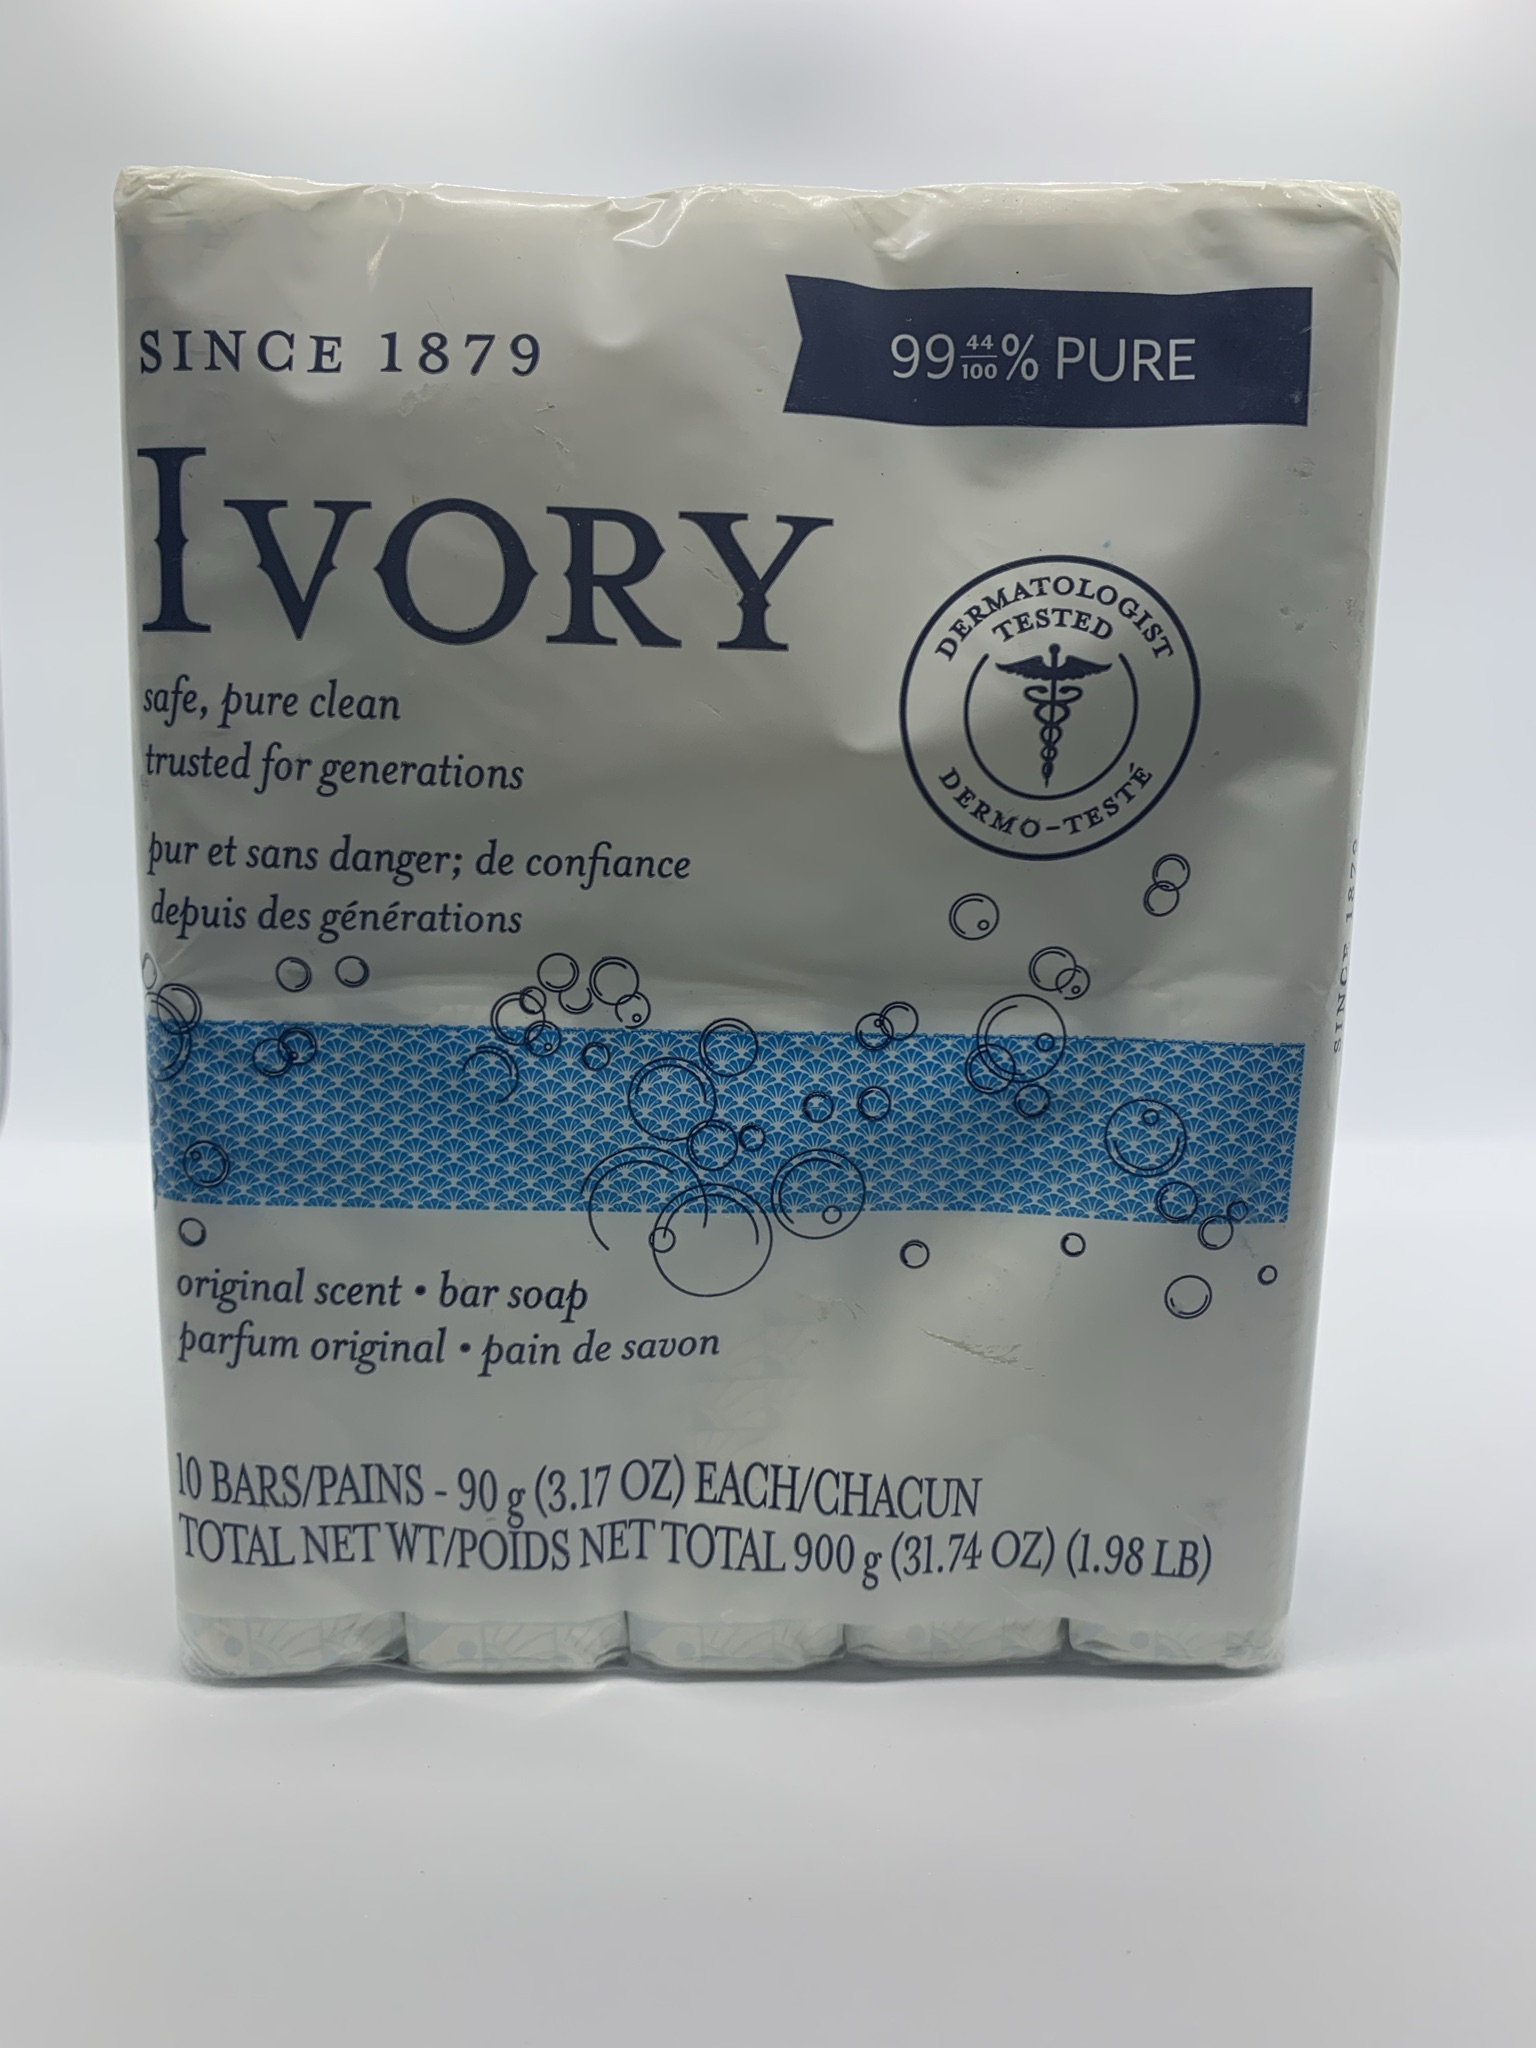 SINCE 1879
99 44/100 % PURE
IVORY
DERMATOLOGIST
TESTED
DERMO-TESTÉ
safe, pure clean
trusted for generations
pur et sans danger; de confiance
depuis des générations
SINCE 1879
original scent • bar soap
parfum original • pain de savon
10 BARS/PAINS - 90 g (3.17 OZ) EACH/CHACUN
TOTAL NET WT/POIDS NET TOTAL 900 g (31.74 OZ) (1.98 LB)